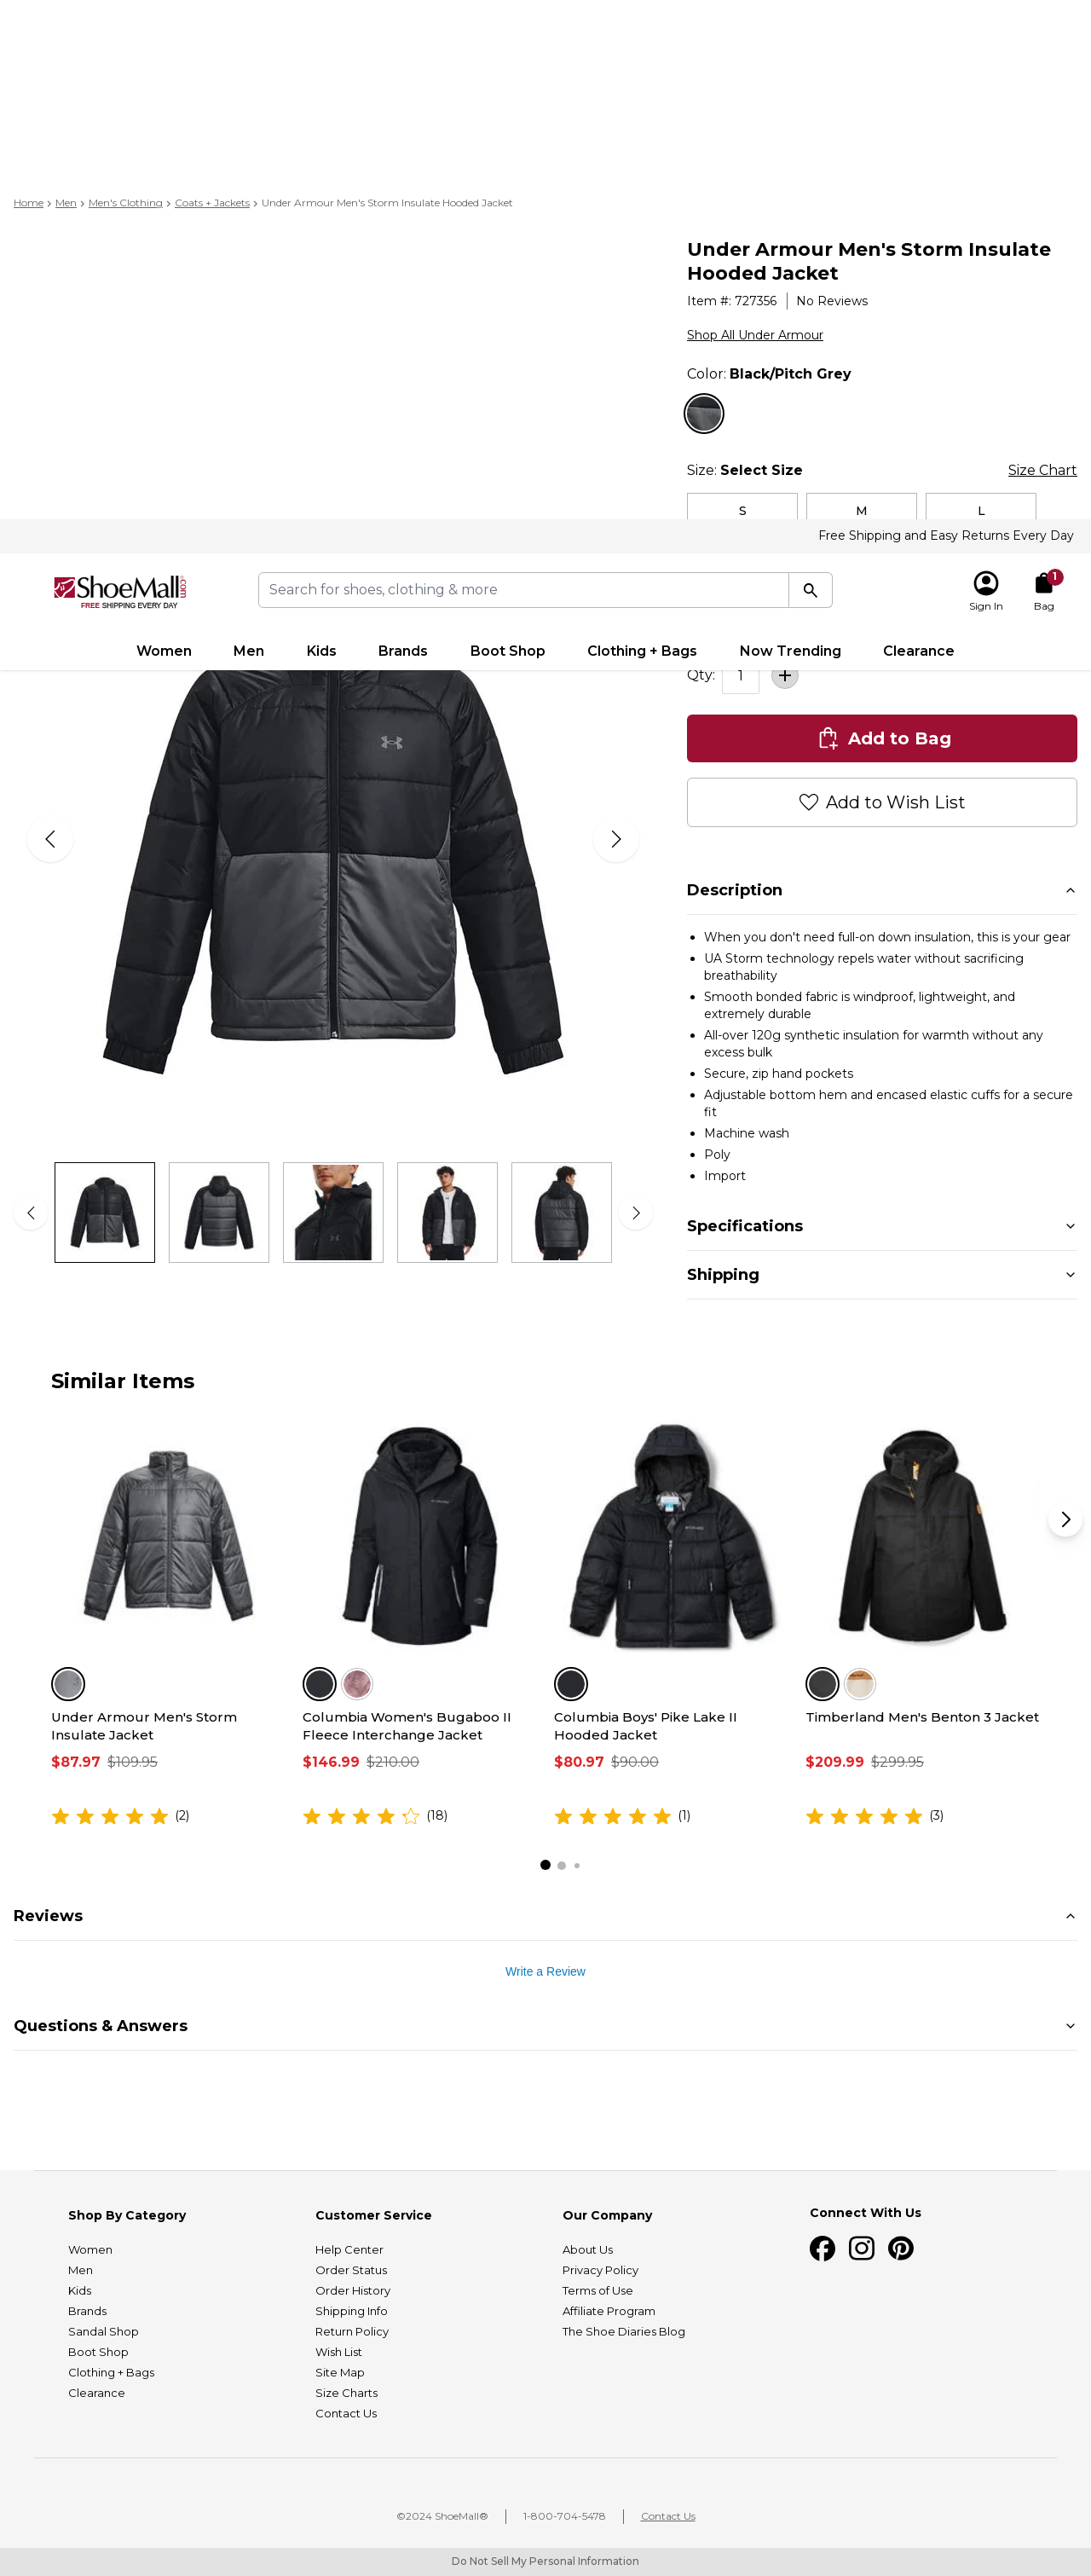 Home > Men > Men's Clothing > Coats + Jackets > Under Armour Men's Storm Insulate Hooded Jacket
Under Armour Men's Storm Insulate
Hooded Jacket
Item #: 727356 | No Reviews
Shop All Under Armour
Color: Black/Pitch Grey
Size: Select Size
Size Chart
S
M
L
Free Shipping and Easy Returns Every Day
ShoeMall.com
FREE SHIPPING EVERY DAY
Search for shoes, clothing & more
Sign In
1
Bag
Women
Men
Kids
Brands
Boot Shop
Clothing + Bags
Now Trending
Clearance
Qty: 1 +
Add to Bag
Add to Wish List
Description
• When you don't need full-on down insulation, this is your gear
• UA Storm technology repels water without sacrificing
breathability
• Smooth bonded fabric is windproof, lightweight, and
extremely durable
• All-over 120g synthetic insulation for warmth without any
excess bulk
• Secure, zip hand pockets
• Adjustable bottom hem and encased elastic cuffs for a secure
fit
• Machine wash
• Poly
• Import
Specifications
Shipping
Similar Items
Under Armour Men's Storm
Insulate Jacket
$87.97 $109.95
(2)
Columbia Women's Bugaboo II
Fleece Interchange Jacket
$146.99 $210.00
(18)
Columbia Boys' Pike Lake II
Hooded Jacket
$80.97 $90.00
(1)
Timberland Men's Benton 3 Jacket
$209.99 $299.95
(3)
Reviews
Write a Review
Questions & Answers
Shop By Category
Women
Men
Kids
Brands
Sandal Shop
Boot Shop
Clothing + Bags
Clearance
Customer Service
Help Center
Order Status
Order History
Shipping Info
Return Policy
Wish List
Site Map
Size Charts
Contact Us
Our Company
About Us
Privacy Policy
Terms of Use
Affiliate Program
The Shoe Diaries Blog
Connect With Us
©2024 ShoeMall® | 1-800-704-5478 | Contact Us
Do Not Sell My Personal Information